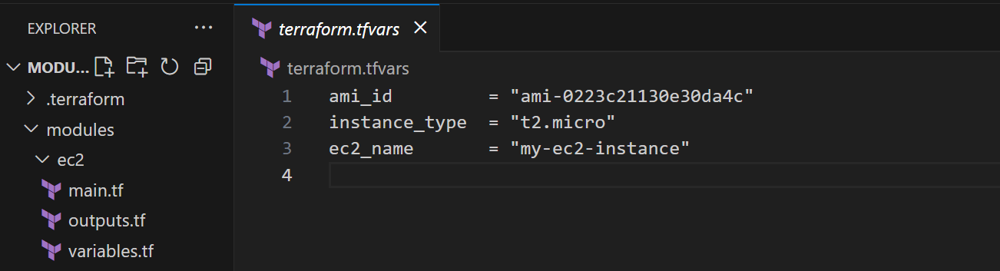 EXPLORER ...
MODU...
.terraform
modules
ec2
main.tf
outputs.tf
variables.tf
terraform.tfvars
terraform.tfvars
1 ami_id = "ami-0223c21130e30da4c"
2 instance_type = "t2.micro"
3 ec2_name = "my-ec2-instance"
4